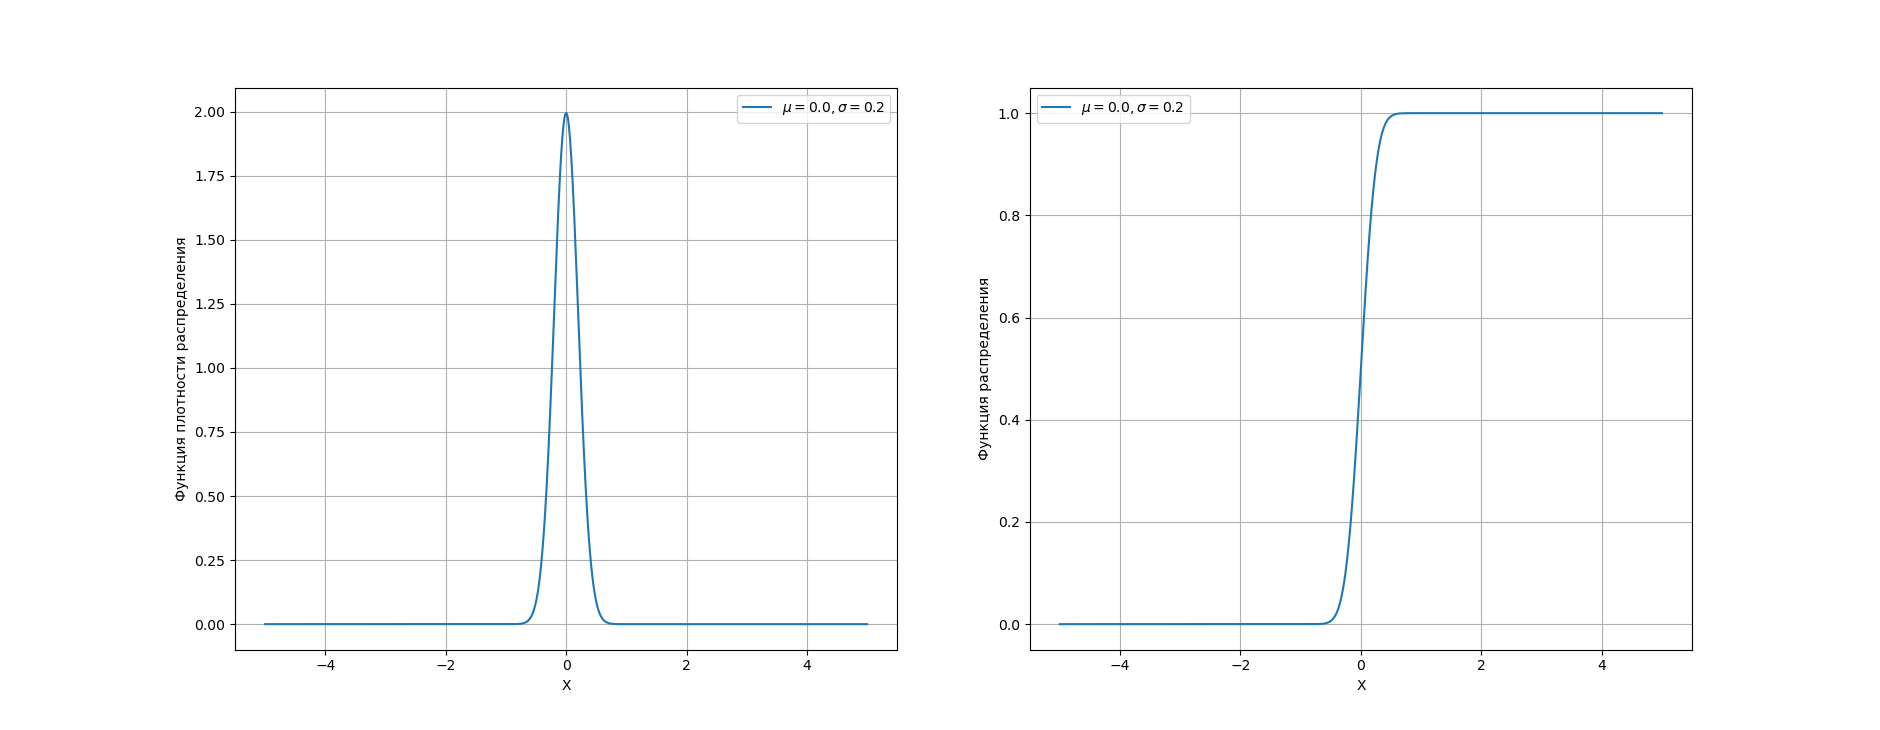 μ = 0.0, σ = 0.2
2.00
1.75
1.50
1.25
1.00
0.75
0.50
0.25
0.00
Функция плотности распределения
−4 −2 0 2 4
X
μ = 0.0, σ = 0.2
1.0
0.8
0.6
0.4
0.2
0.0
Функция распределения
−4 −2 0 2 4
X